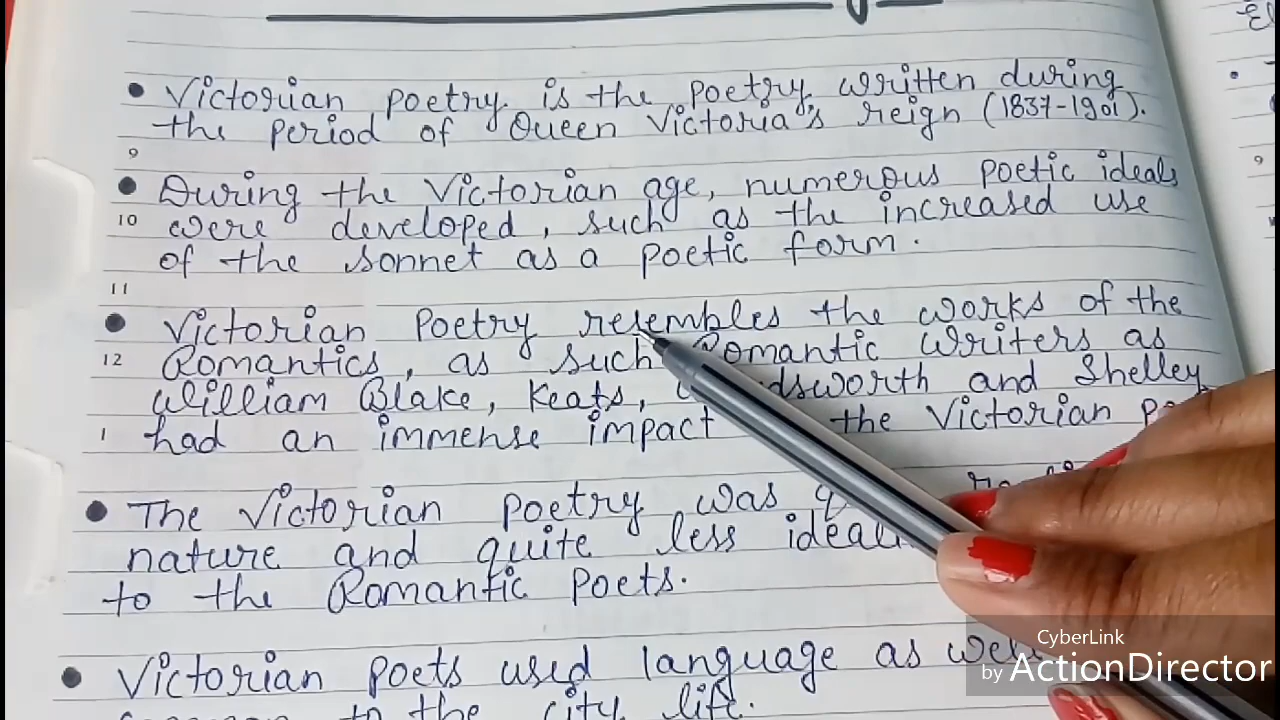 • Victorian poetry is the poetry written during
the period of Queen Victoria's reign (1837-1901).
9
• During the Victorian age, numerous poetic ideals
10 were developed, such as the increased use
of the sonnet as a poetic form.
11
• Victorian Poetry resembles the works of the
12 Romantics, as such Romantic writers as
William Blake, Keats, and Shelley
1 had an immense impact the Victorian
• The Victorian poetry was
nature and quite less
to the Romantic Poets.
• Victorian poets used language as
to the city life.
9
CyberLink
by ActionDirector